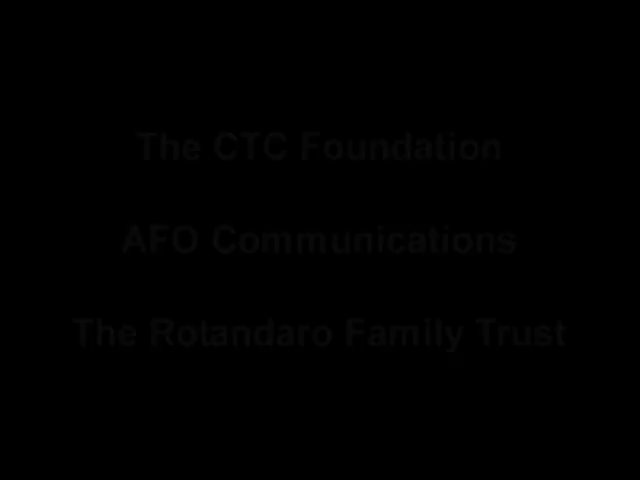 The CTC Foundation
AFO Communications
The Rotandaro Family Trust